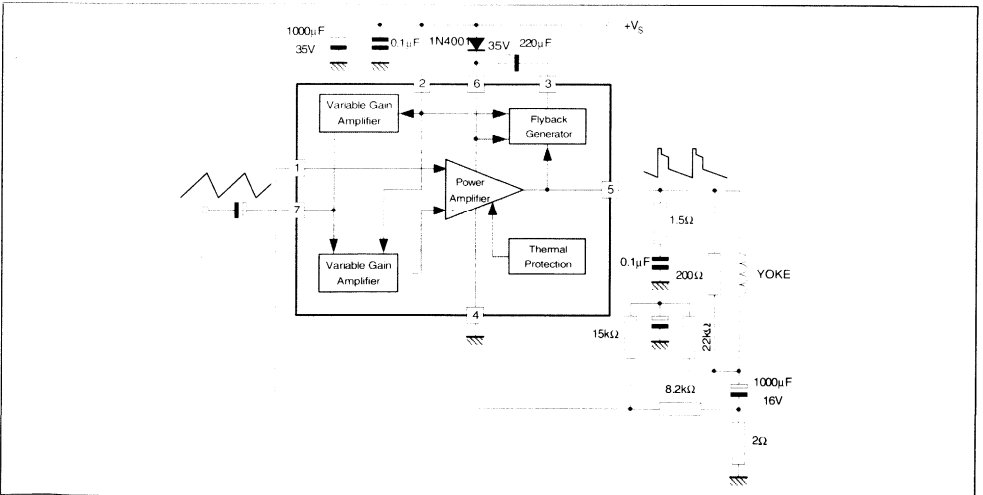 +VS
1000µF
35V
0.1µF
1N4001
35V
220µF
2
6
3
Variable Gain
Amplifier
Flyback
Generator
1
Power
Amplifier
5
7
1.5Ω
Variable Gain
Amplifier
Thermal
Protection
0.1µF
200Ω
YOKE
4
15kΩ
22kΩ
8.2kΩ
1000µF
16V
2Ω